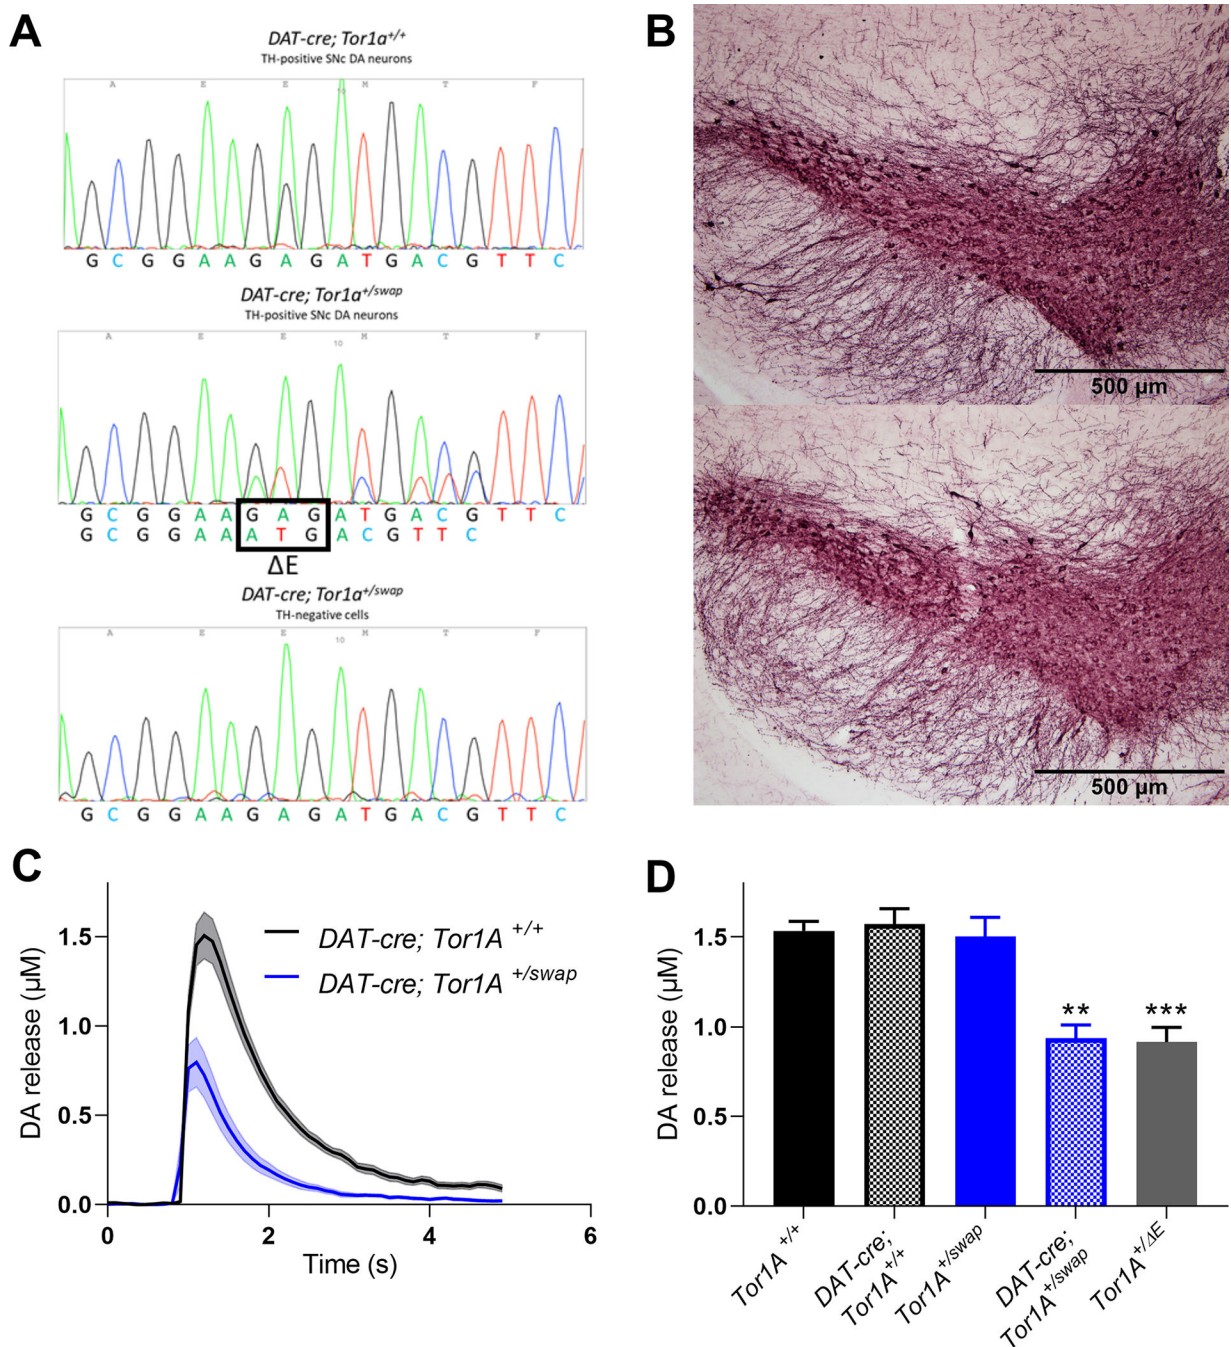 A
DAT-cre; Tor1a+/+
TH-positive SNc DA neurons
A E E M T F
10
G C G G A A G A G A T G A C G T T C
DAT-cre; Tor1a+/swap
TH-positive SNc DA neurons
A E E M T F
10
G C G G A A G A G A T G A C G T T C
G C G G A A A T G A C G T T C
ΔE
DAT-cre; Tor1a+/swap
TH-negative cells
A E E M T F
10
G C G G A A G A G A T G A C G T T C
B
500 µm
500 µm
C
DA release (µM)
1.5
1.0
0.5
0.0
0 2 4 6
Time (s)
DAT-cre; Tor1A +/+
DAT-cre; Tor1A +/swap
D
DA release (µM)
1.5
1.0
0.5
0.0
** ***
Tor1A+/+
DAT-cre;
Tor1A+/+
Tor1A+/swap
DAT-cre;
Tor1A+/swap
Tor1A+/ΔE